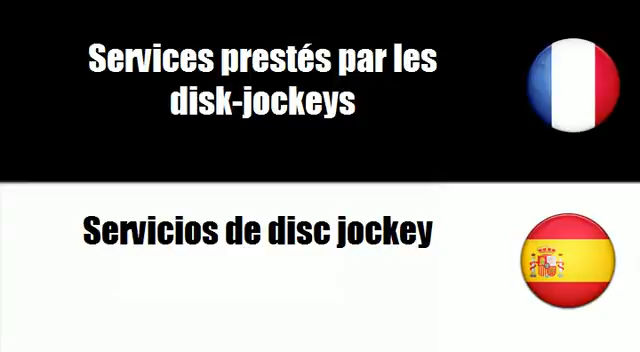 Services prestés par les
disk-jockeys
Servicios de disc jockey